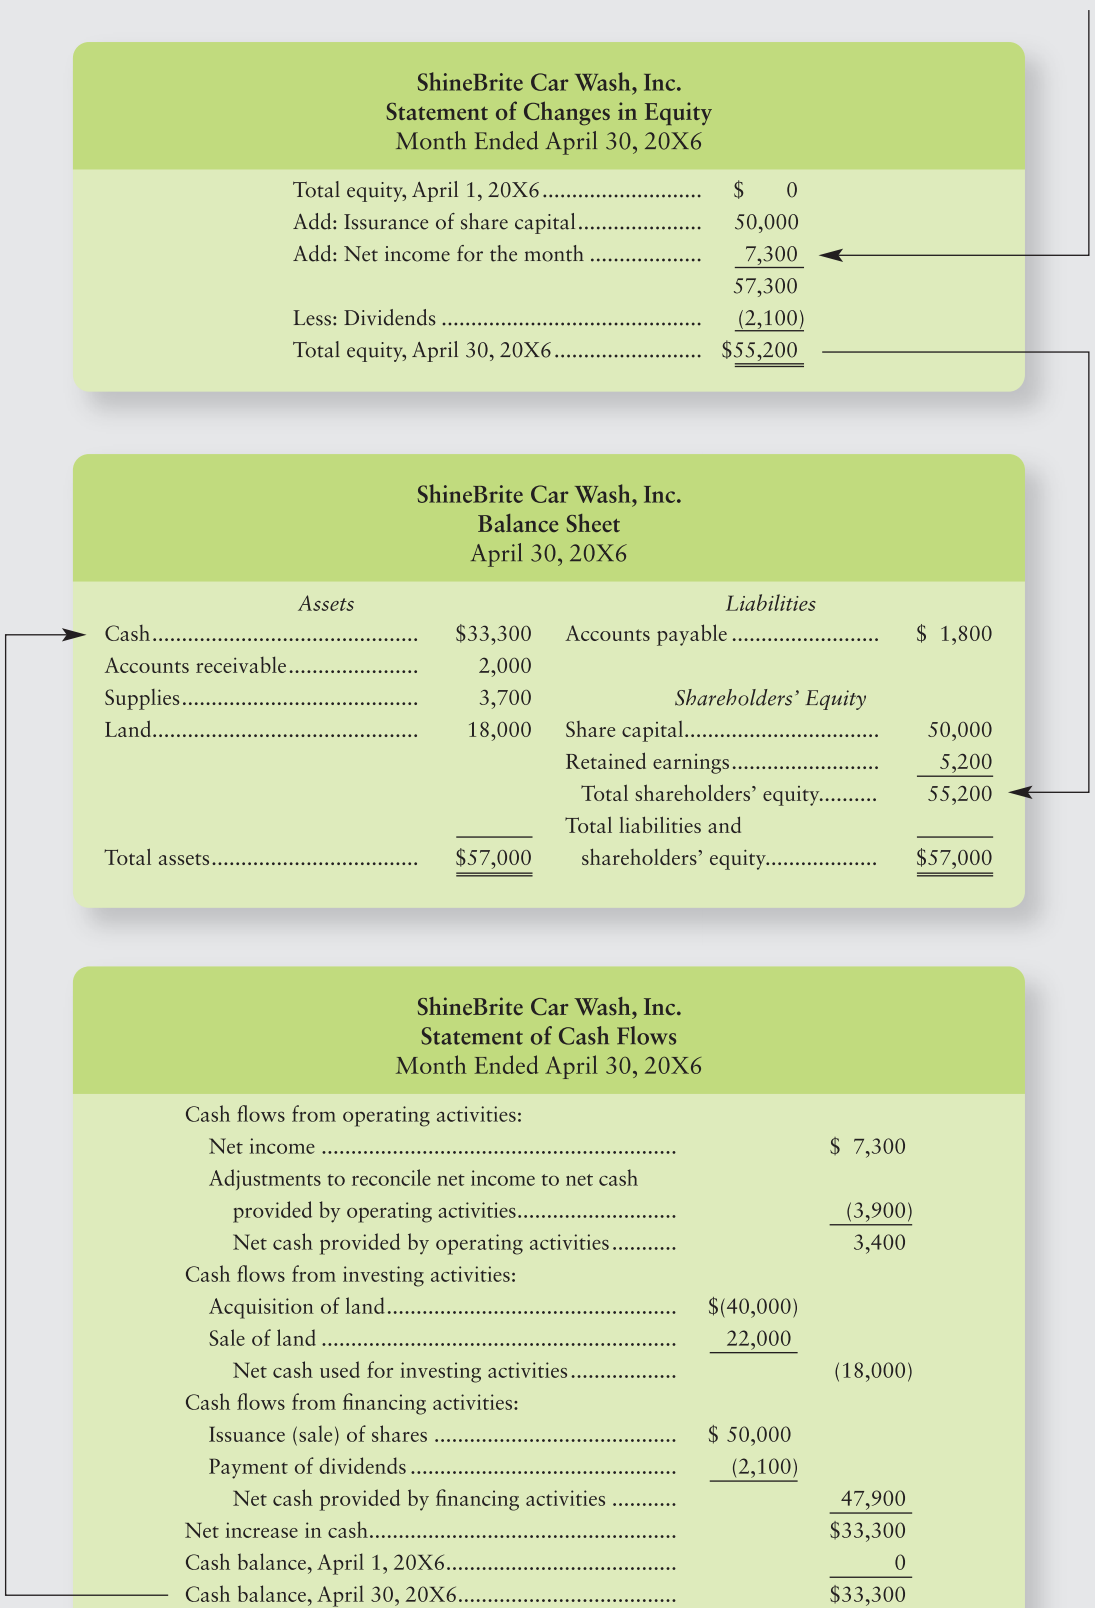 ShineBrite Car Wash, Inc.
Statement of Changes in Equity
Month Ended April 30, 20X6
Total equity, April 1, 20X6........................... $ 0
Add: Issurance of share capital..................... 50,000
Add: Net income for the month ................... 7,300
57,300
Less: Dividends ............................................ (2,100)
Total equity, April 30, 20X6......................... $55,200
ShineBrite Car Wash, Inc.
Balance Sheet
April 30, 20X6
Assets Liabilities
Cash............................................. $33,300 Accounts payable ......................... $ 1,800
Accounts receivable...................... 2,000
Supplies........................................ 3,700 Shareholders’ Equity
Land............................................. 18,000 Share capital................................. 50,000
Retained earnings......................... 5,200
Total shareholders’ equity.......... 55,200
Total liabilities and
Total assets................................... $57,000 shareholders’ equity................... $57,000
ShineBrite Car Wash, Inc.
Statement of Cash Flows
Month Ended April 30, 20X6
Cash flows from operating activities:
Net income ............................................................ $ 7,300
Adjustments to reconcile net income to net cash
provided by operating activities........................... (3,900)
Net cash provided by operating activities........... 3,400
Cash flows from investing activities:
Acquisition of land................................................. $(40,000)
Sale of land ............................................................ 22,000
Net cash used for investing activities.................. (18,000)
Cash flows from financing activities:
Issuance (sale) of shares ......................................... $ 50,000
Payment of dividends ............................................. (2,100)
Net cash provided by financing activities ........... 47,900
Net increase in cash.................................................... $33,300
Cash balance, April 1, 20X6....................................... 0
Cash balance, April 30, 20X6..................................... $33,300